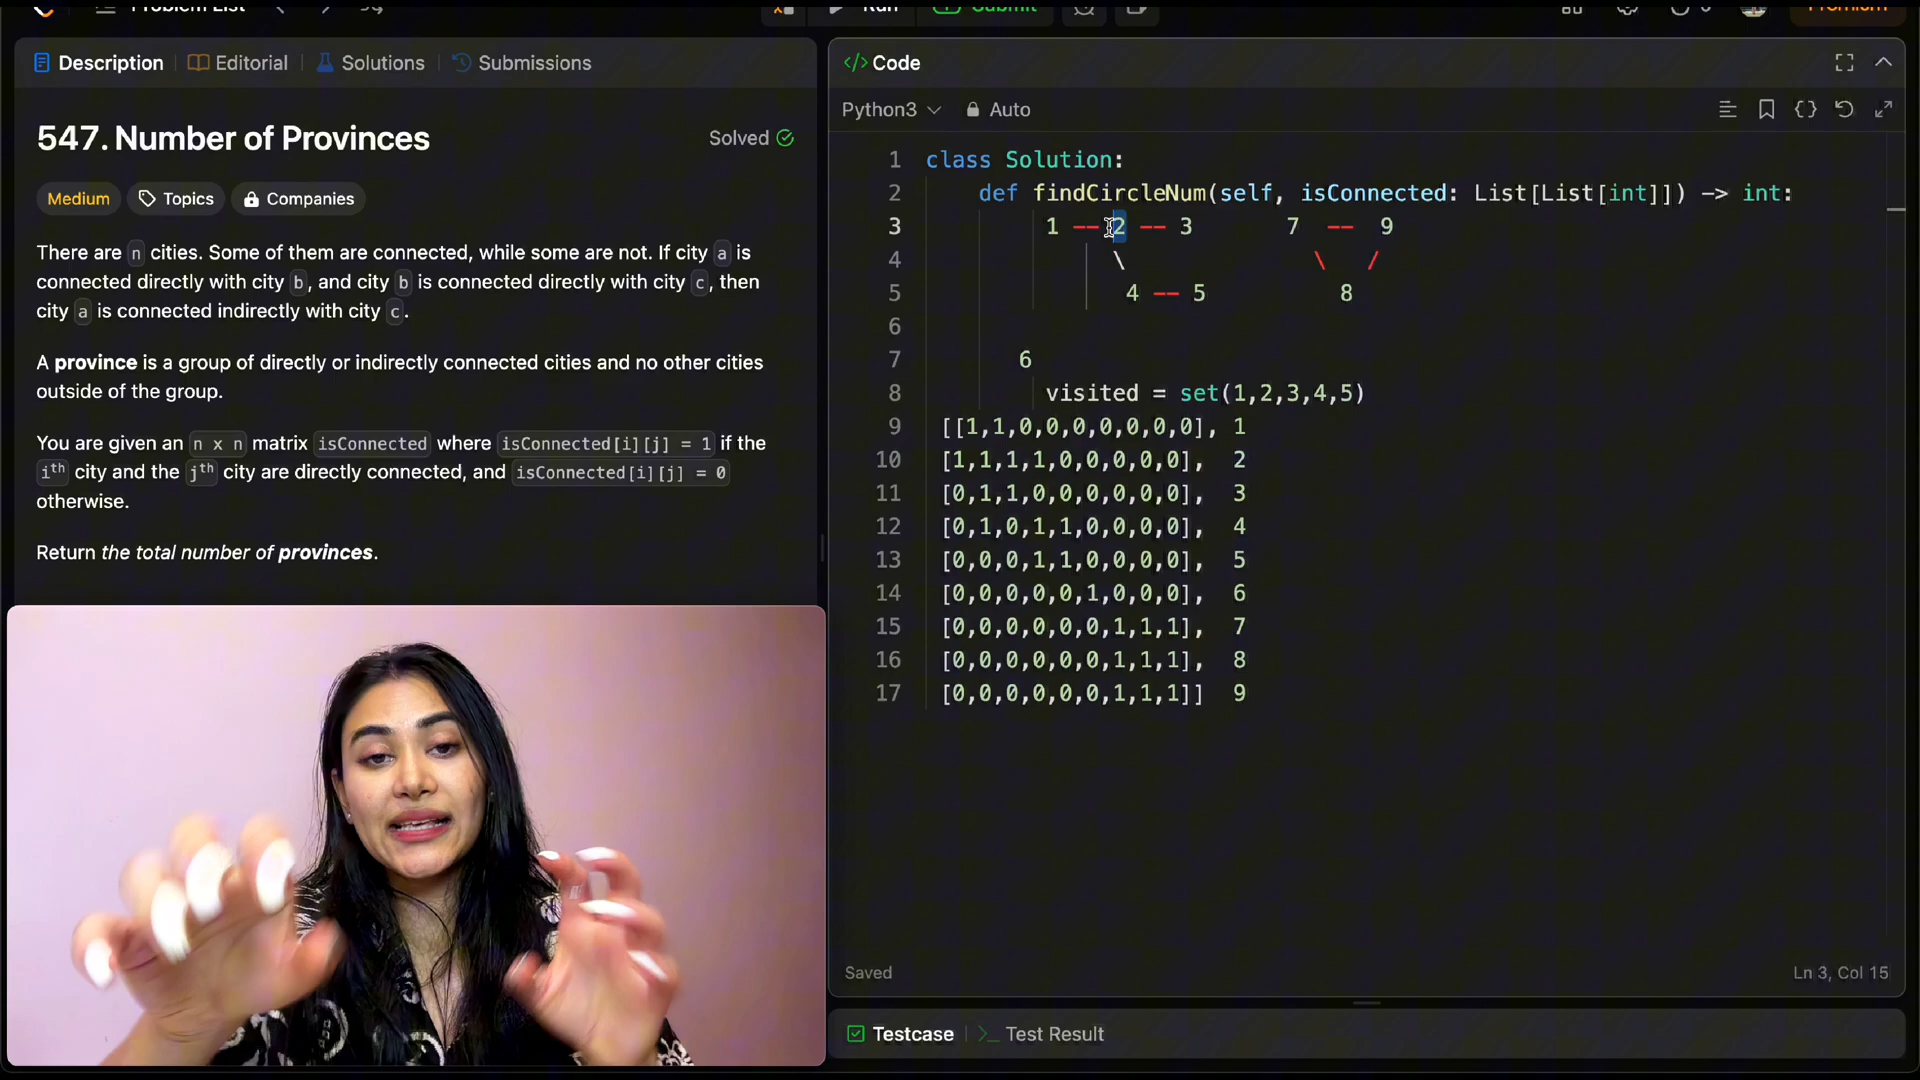 Problem List
Run
Submit
0
Premium
Description
Editorial
Solutions
Submissions
547. Number of Provinces
Solved
Medium
Topics
Companies
There are n cities. Some of them are connected, while some are not. If city a is
connected directly with city b, and city b is connected directly with city c, then
city a is connected indirectly with city c.
A province is a group of directly or indirectly connected cities and no other cities
outside of the group.
You are given an n x n matrix isConnected where isConnected[i][j] = 1 if the
ith city and the jth city are directly connected, and isConnected[i][j] = 0
otherwise.
Return the total number of provinces.
</> Code
Python3
Auto
1 class Solution:
2 def findCircleNum(self, isConnected: List[List[int]]) -> int:
3 1 -- 2 -- 3 7 -- 9
4 \ \ /
5 4 -- 5 8
6
7 6
8 visited = set(1,2,3,4,5)
9 [[1,1,0,0,0,0,0,0,0], 1
10 [1,1,1,1,0,0,0,0,0], 2
11 [0,1,1,0,0,0,0,0,0], 3
12 [0,1,0,1,1,0,0,0,0], 4
13 [0,0,0,1,1,0,0,0,0], 5
14 [0,0,0,0,0,1,0,0,0], 6
15 [0,0,0,0,0,0,1,1,1], 7
16 [0,0,0,0,0,0,1,1,1], 8
17 [0,0,0,0,0,0,1,1,1]] 9
Saved
Ln 3, Col 15
Testcase
Test Result